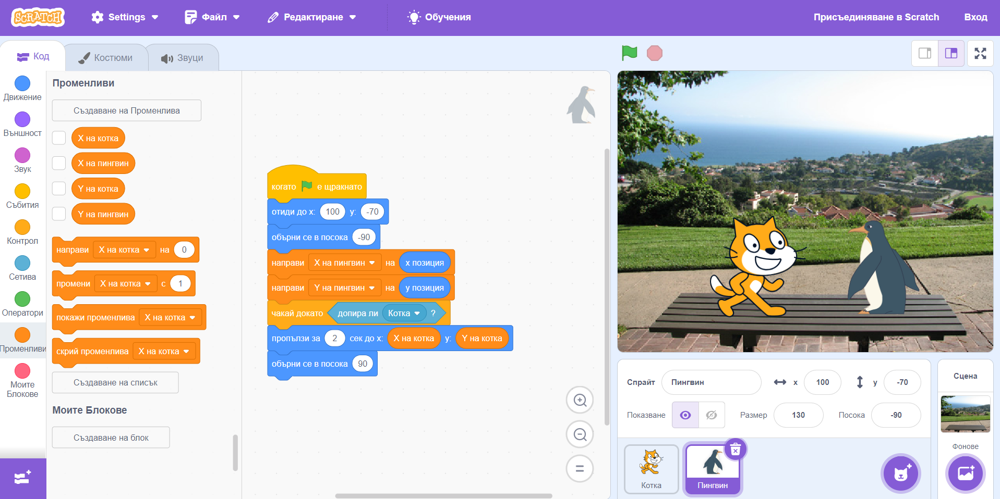 SCRATCH
Settings
Файл
Редактиране
Обучения
Присъединяване в Scratch
Вход
Код
Костюми
Звуци
Движение
Външност
Звук
Събития
Контрол
Сетива
Оператори
Променливи
Моите
Блокове
Променливи
Създаване на Променлива
X на котка
X на пингвин
Y на котка
Y на пингвин
направи X на котка на 0
промени X на котка с 1
покажи променлива X на котка
скрий променлива X на котка
Създаване на списък
Моите Блокове
Създаване на блок
когато е щракнато
отиди до x: 100 y: -70
обърни се в посока -90
направи X на пингвин на x позиция
направи Y на пингвин на y позиция
чакай докато допира ли Котка ?
пропълзи за 2 сек до x: X на котка y: Y на котка
обърни се в посока 90
Спрайт Пингвин x 100 y -70
Показване Размер 130 Посока -90
Котка
Пингвин
Сцена
Фонове